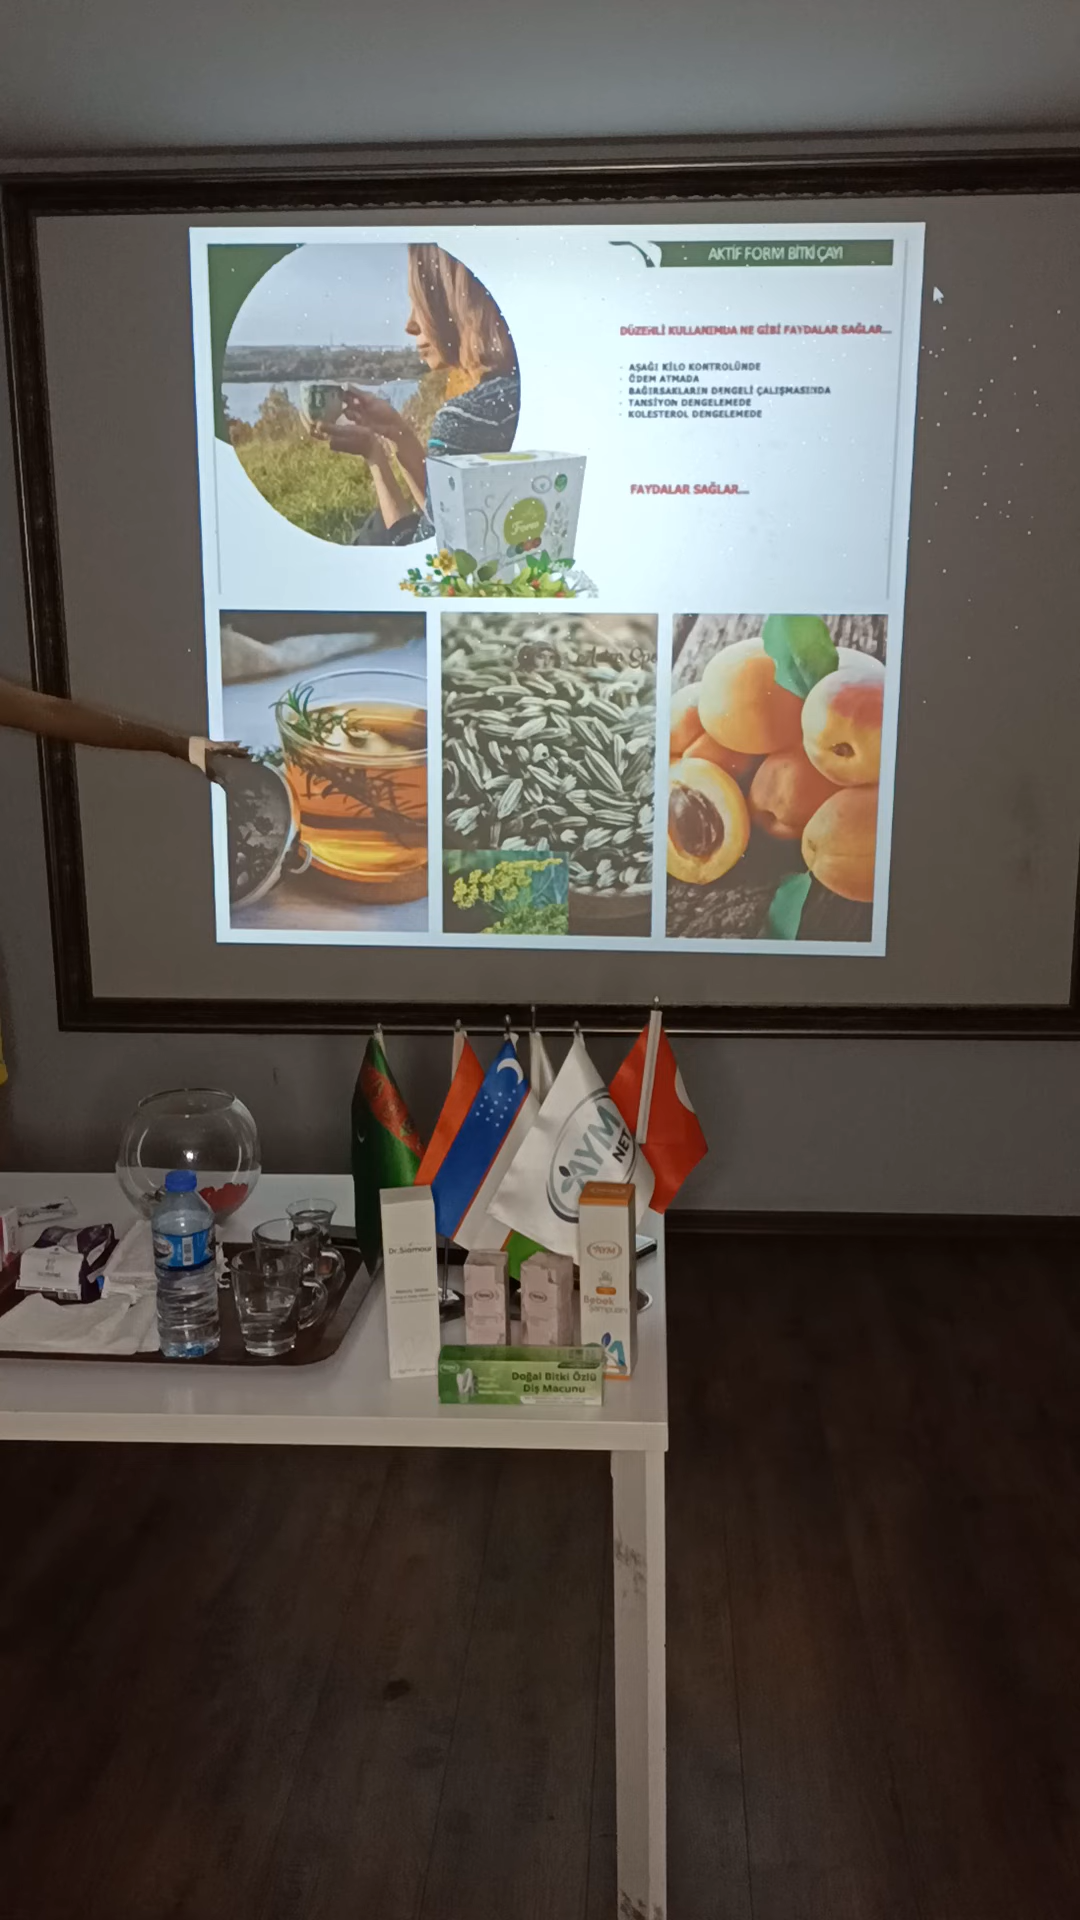 AKTİF FORM BİTKİ ÇAYI
DÜZENLİ KULLANIMDA NE GİBİ FAYDALAR SAĞLAR...
AŞAĞI KİLO KONTROLÜNDE
ÖDEM ATMADA
BAĞIRSAKLARIN DENGELİ ÇALIŞMASINDA
TANSİYON DENGELEMEDE
KOLESTEROL DENGELEMEDE
FAYDALAR SAĞLAR...
Form
AYM
NET
Dr.Siamour
AYM
Bebek
Şampuanı
Doğal Bitki Özlü
Diş Macunu